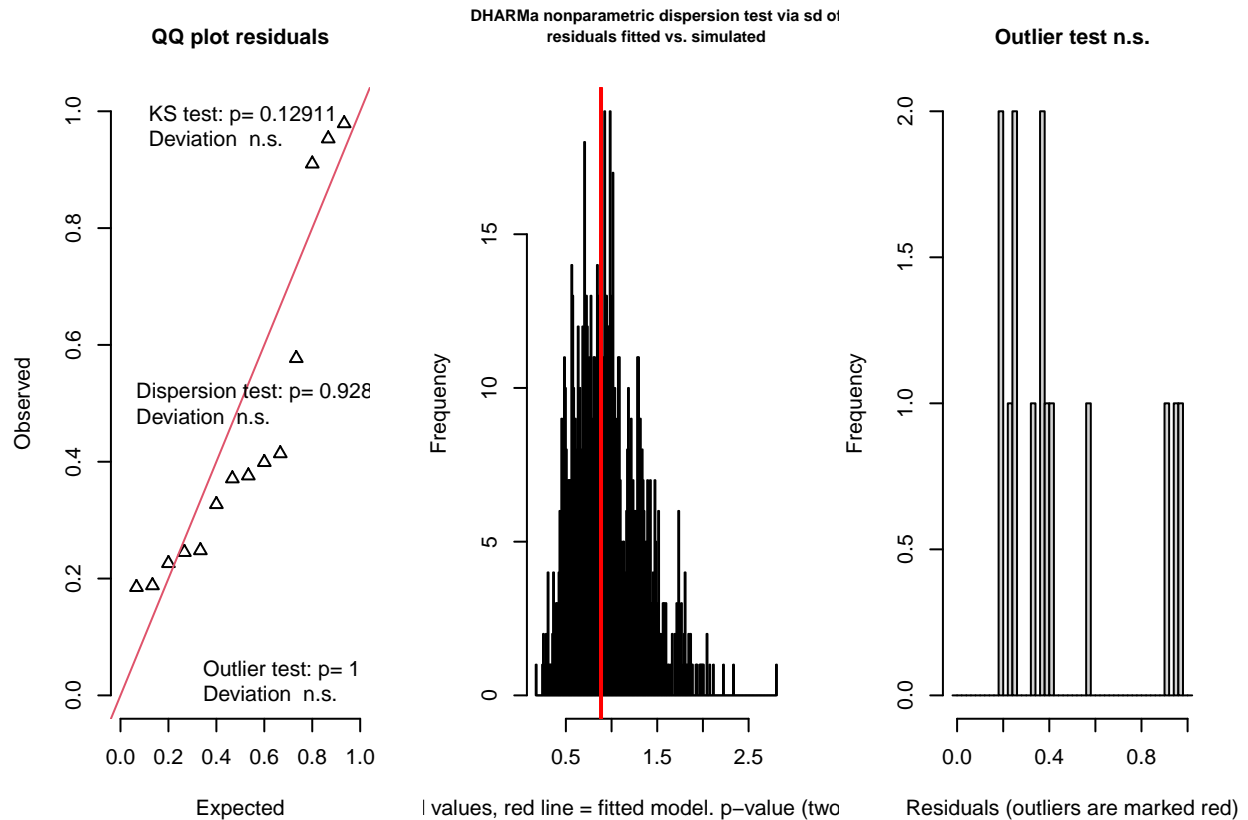 QQ plot residuals
KS test: p= 0.12911
Deviation n.s.
Dispersion test: p= 0.928
Deviation n.s.
Outlier test: p= 1
Deviation n.s.
Observed
0.0 0.2 0.4 0.6 0.8 1.0
0.0 0.2 0.4 0.6 0.8 1.0
Expected
DHARMa nonparametric dispersion test via sd of
residuals fitted vs. simulated
Frequency
0 5 10 15
0.5 1.5 2.5
values, red line = fitted model. p−value (two
Outlier test n.s.
Frequency
0.0 0.5 1.0 1.5 2.0
0.0 0.4 0.8
Residuals (outliers are marked red)